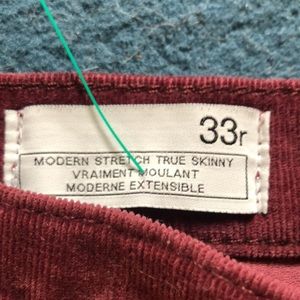 33r
MODERN STRETCH TRUE SKINNY
VRAIMENT MOULANT
MODERNE EXTENSIBLE